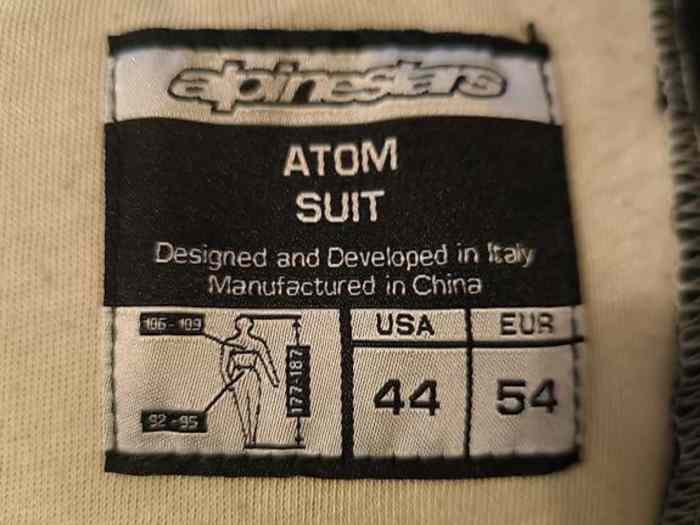 alpinestars
ATOM
SUIT
Designed and Developed in Italy
Manufactured in China
106-109
92-95
177-187
USA EUR
44 54